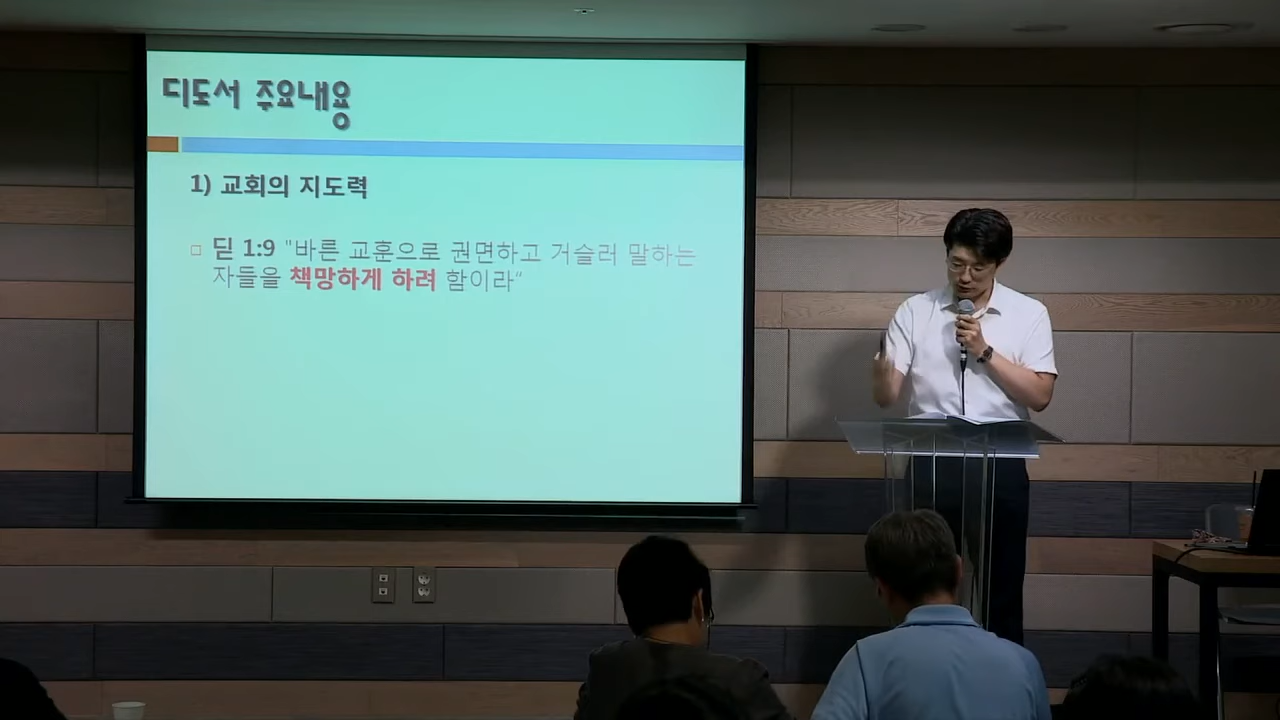 디도서 주요내용
1) 교회의 지도력
딛 1:9 "바른 교훈으로 권면하고 거슬러 말하는
자들을 책망하게 하려 함이라"